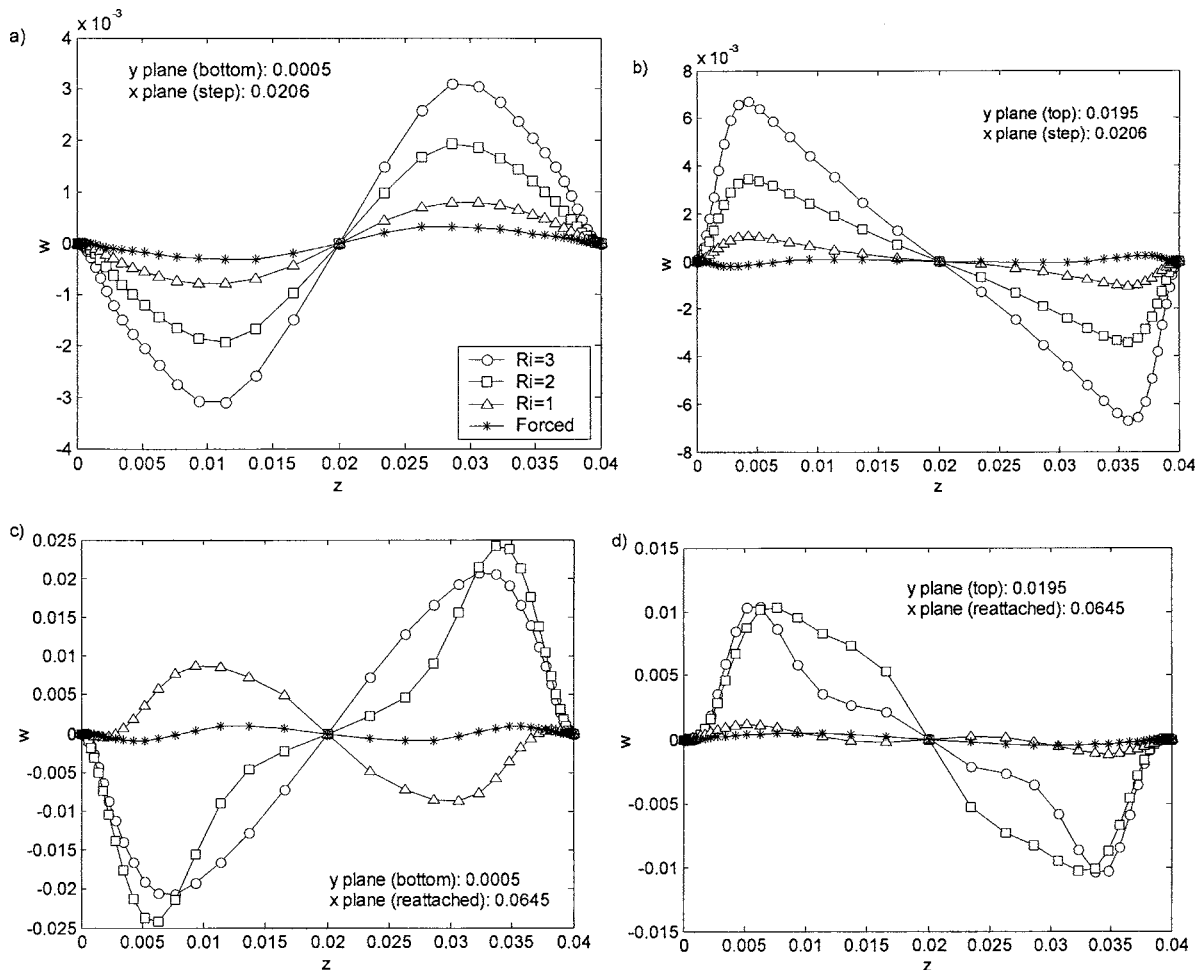 a)
x 10⁻³
4
3
2
1
0
-1
-2
-3
-4
w
y plane (bottom): 0.0005
x plane (step): 0.0206
Ri=3
Ri=2
Ri=1
Forced
0 0.005 0.01 0.015 0.02 0.025 0.03 0.035 0.04
z
b)
x 10⁻³
8
6
4
2
0
-2
-4
-6
-8
w
y plane (top): 0.0195
x plane (step): 0.0206
0 0.005 0.01 0.015 0.02 0.025 0.03 0.035 0.04
z
c)
0.025
0.02
0.015
0.01
0.005
0
-0.005
-0.01
-0.015
-0.02
-0.025
w
y plane (bottom): 0.0005
x plane (reattached): 0.0645
0 0.005 0.01 0.015 0.02 0.025 0.03 0.035 0.04
z
d)
0.015
0.01
0.005
0
-0.005
-0.01
-0.015
w
y plane (top): 0.0195
x plane (reattached): 0.0645
0 0.005 0.01 0.015 0.02 0.025 0.03 0.035 0.04
z